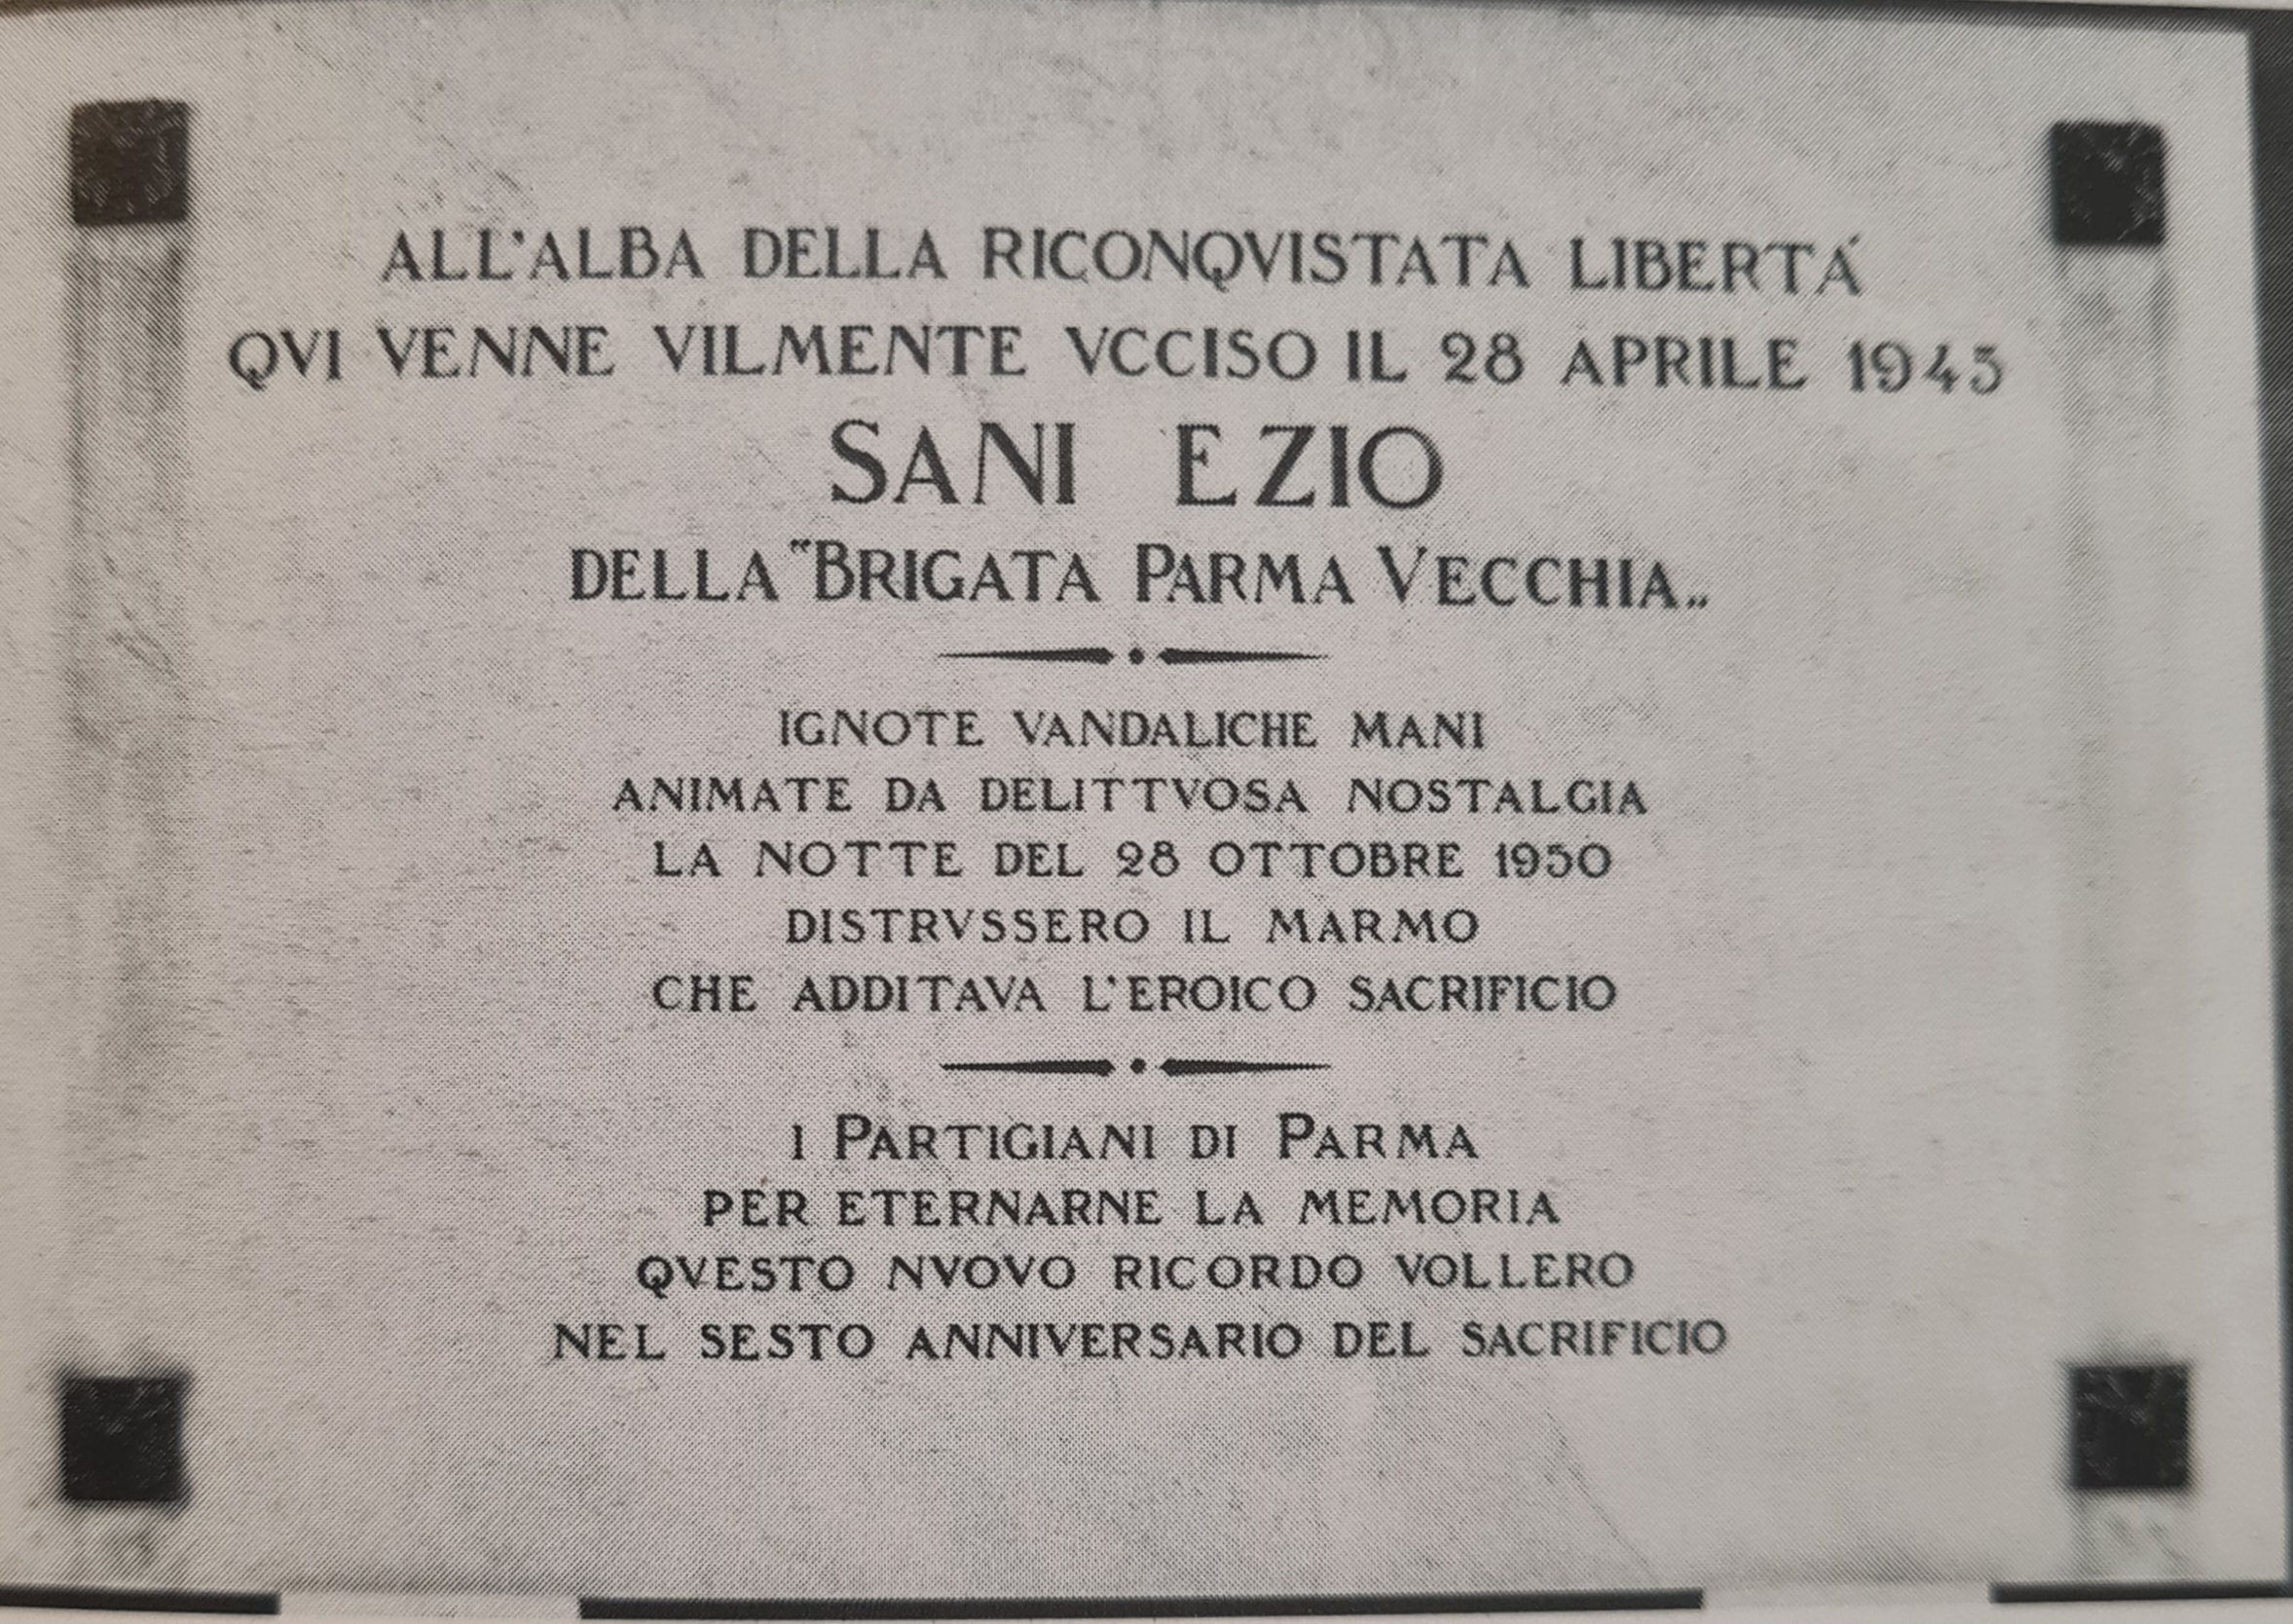 ALL'ALBA DELLA RICONQVISTATA LIBERTÁ
QVI VENNE VILMENTE VCCISO IL 28 APRILE 1945
SANI EZIO
DELLA "BRIGATA PARMA VECCHIA„
IGNOTE VANDALICHE MANI
ANIMATE DA DELITTVOSA NOSTALGIA
LA NOTTE DEL 28 OTTOBRE 1950
DISTRVSSERO IL MARMO
CHE ADDITAVA L'EROICO SACRIFICIO
I PARTIGIANI DI PARMA
PER ETERNARNE LA MEMORIA
QVESTO NVOVO RICORDO VOLLERO
NEL SESTO ANNIVERSARIO DEL SACRIFICIO